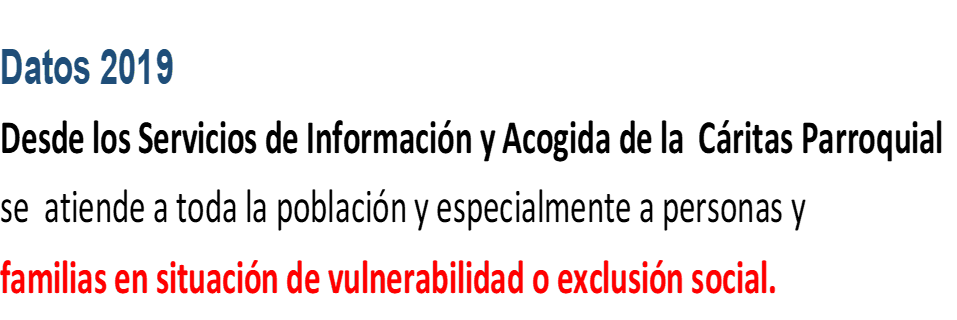 Datos 2019
Desde los Servicios de Información y Acogida de la Cáritas Parroquial
se atiende a toda la población y especialmente a personas y
familias en situación de vulnerabilidad o exclusión social.